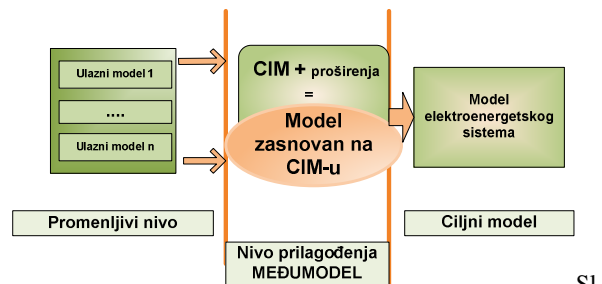 Ulazni model 1
....
Ulazni model n
CIM + proširenja
=
Model
zasnovan na
CIM-u
Model
elektroenergetskog
sistema
Promenljivi nivo
Nivo prilagođenja
MEĐUMODEL
Ciljni model